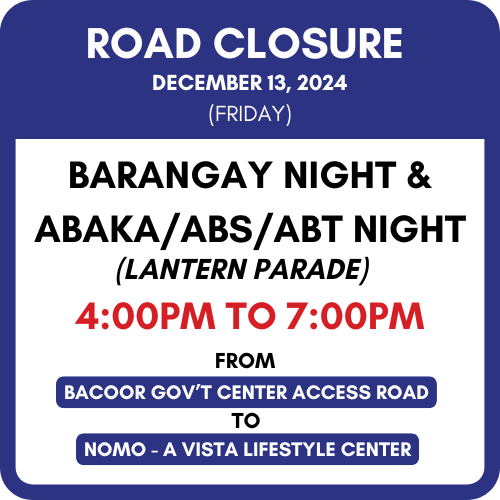 ROAD CLOSURE
DECEMBER 13, 2024
(FRIDAY)
BARANGAY NIGHT &
ABAKA/ABS/ABT NIGHT
(LANTERN PARADE)
4:00PM TO 7:00PM
FROM
BACOOR GOV’T CENTER ACCESS ROAD
TO
NOMO - A VISTA LIFESTYLE CENTER